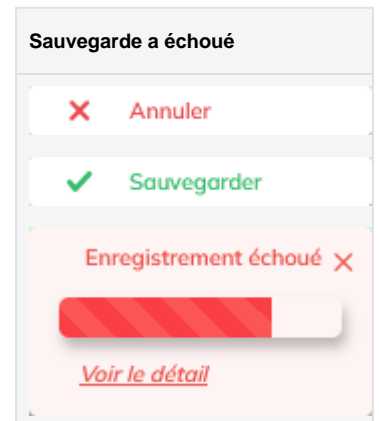 Sauvegarde a échoué
Annuler
Sauvegarder
Enregistrement échoué
Voir le détail